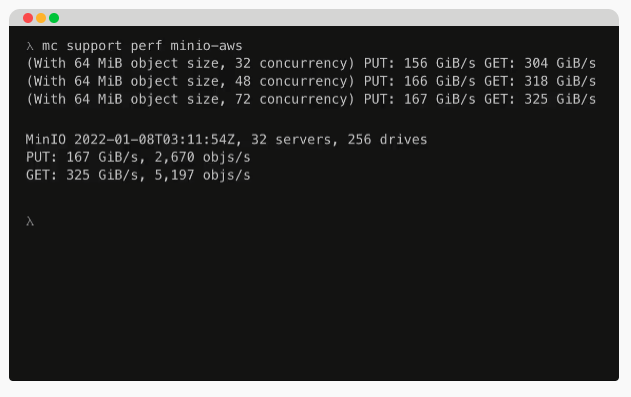 λ mc support perf minio-aws
(With 64 MiB object size, 32 concurrency) PUT: 156 GiB/s GET: 304 GiB/s
(With 64 MiB object size, 48 concurrency) PUT: 166 GiB/s GET: 318 GiB/s
(With 64 MiB object size, 72 concurrency) PUT: 167 GiB/s GET: 325 GiB/s
MinIO 2022-01-08T03:11:54Z, 32 servers, 256 drives
PUT: 167 GiB/s, 2,670 objs/s
GET: 325 GiB/s, 5,197 objs/s
λ